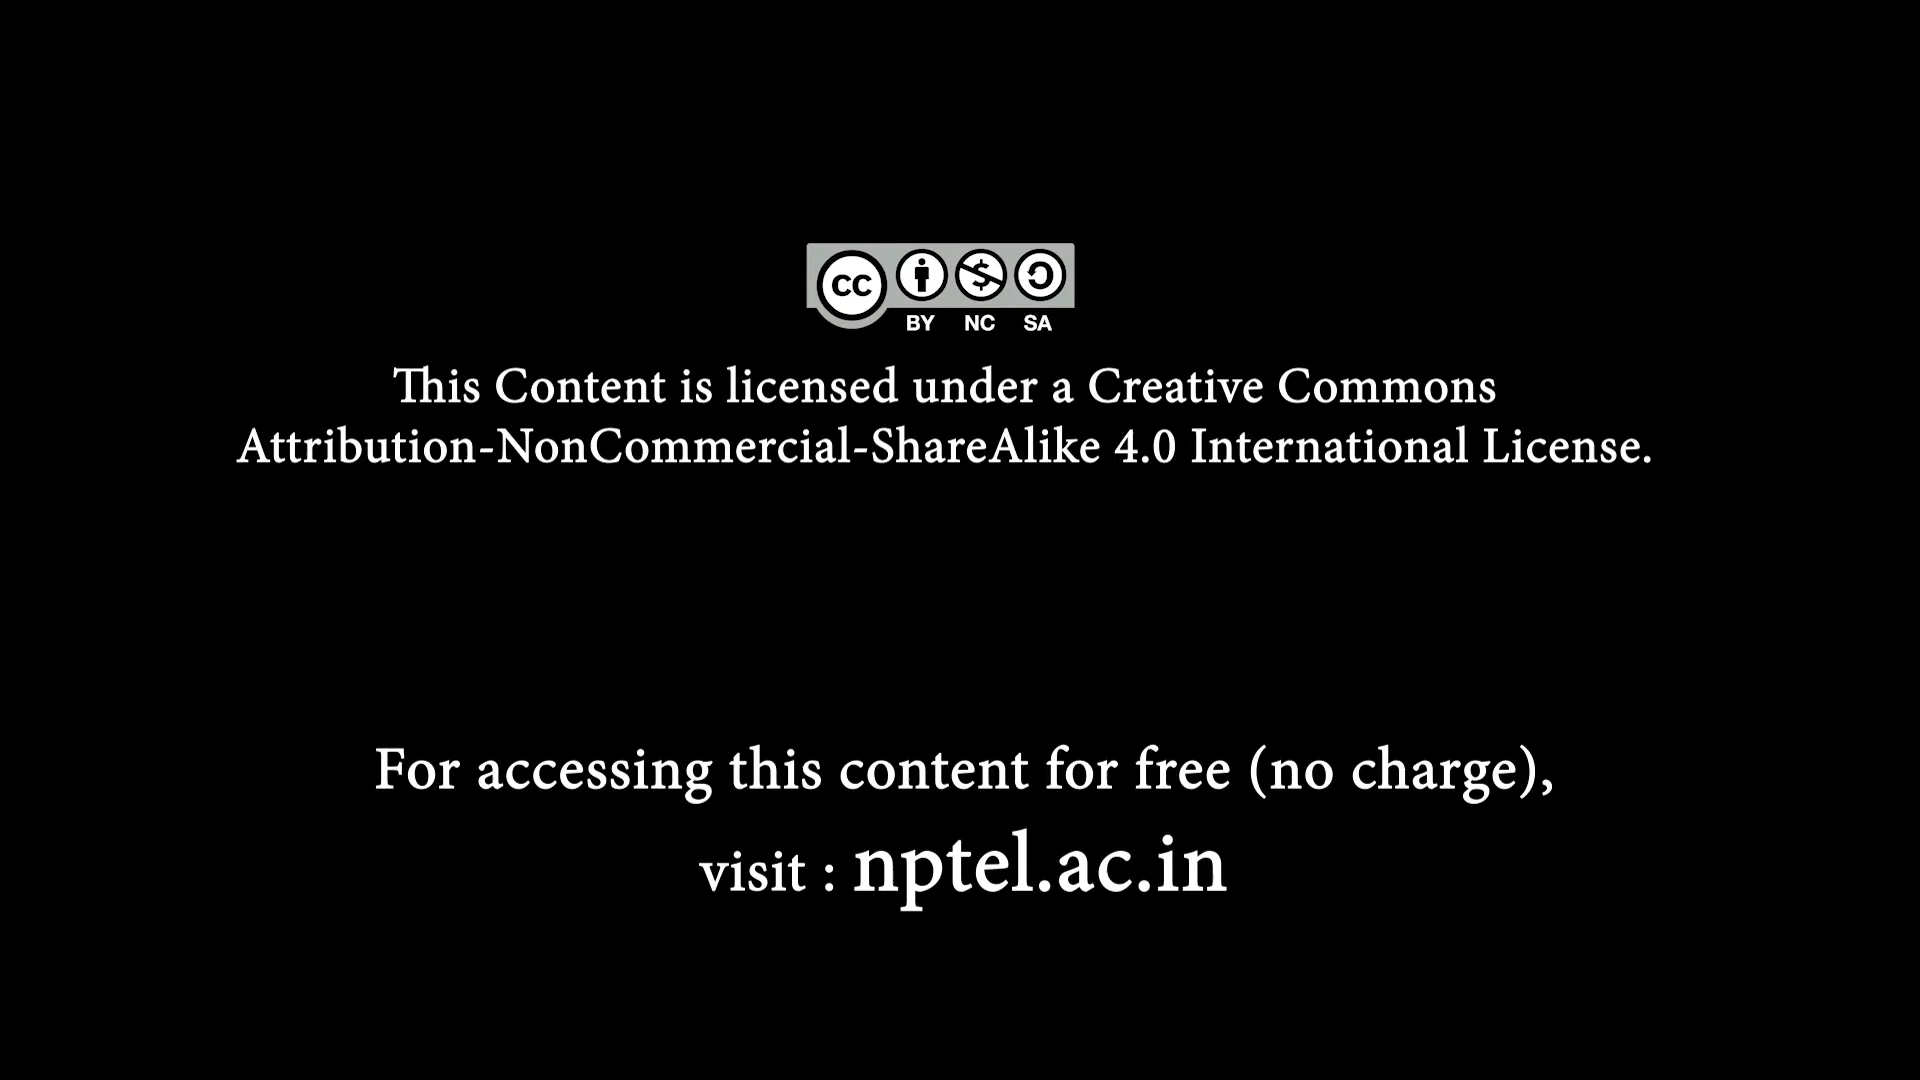 cc
BY NC SA
This Content is licensed under a Creative Commons
Attribution-NonCommercial-ShareAlike 4.0 International License.
For accessing this content for free (no charge),
visit : nptel.ac.in